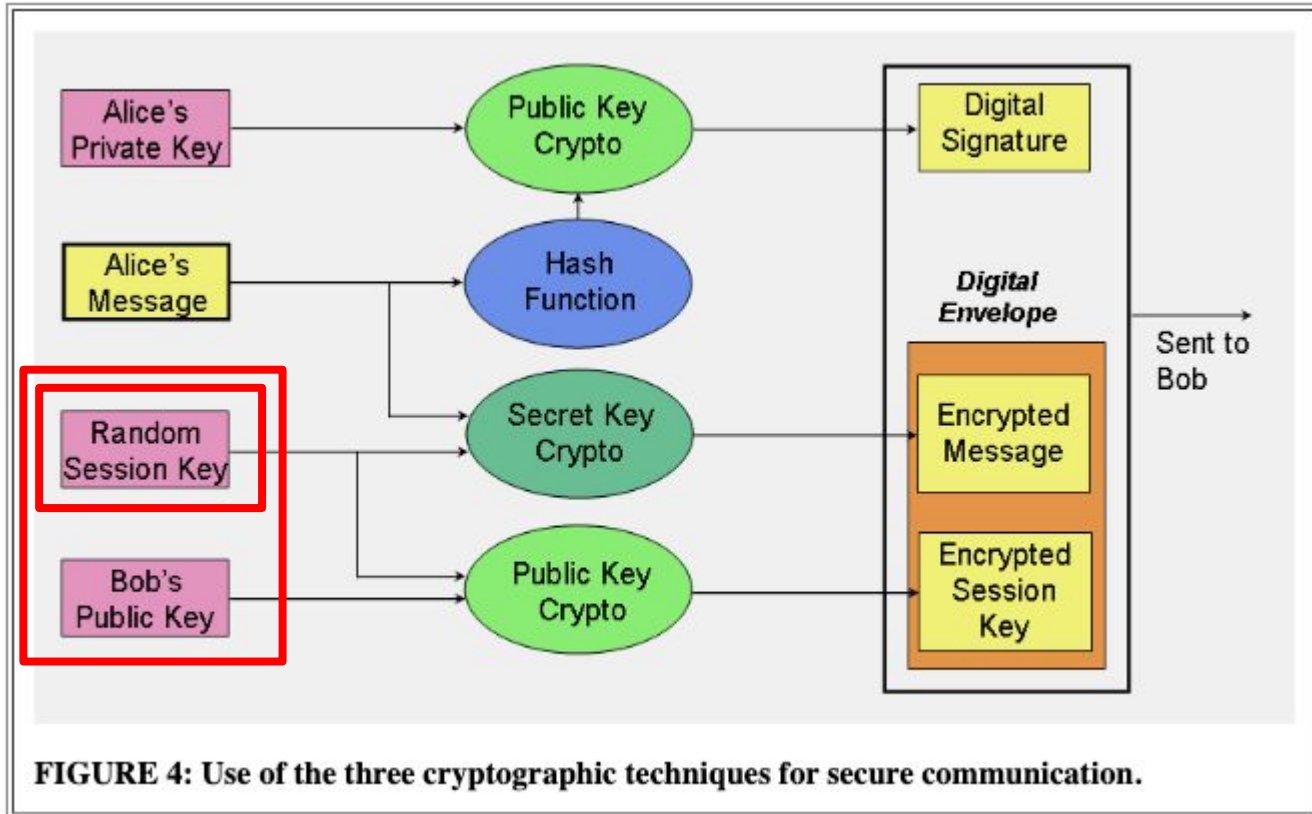 Alice's
Private Key
Public Key
Crypto
Digital
Signature
Alice's
Message
Hash
Function
Digital
Envelope
Sent to
Bob
Random
Session Key
Secret Key
Crypto
Encrypted
Message
Bob's
Public Key
Public Key
Crypto
Encrypted
Session
Key
FIGURE 4: Use of the three cryptographic techniques for secure communication.